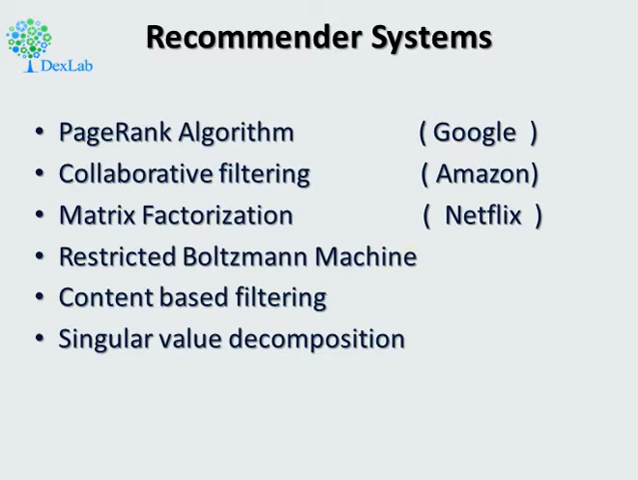 Recommender Systems
DexLab
• PageRank Algorithm ( Google )
• Collaborative filtering ( Amazon)
• Matrix Factorization ( Netflix )
• Restricted Boltzmann Machine
• Content based filtering
• Singular value decomposition